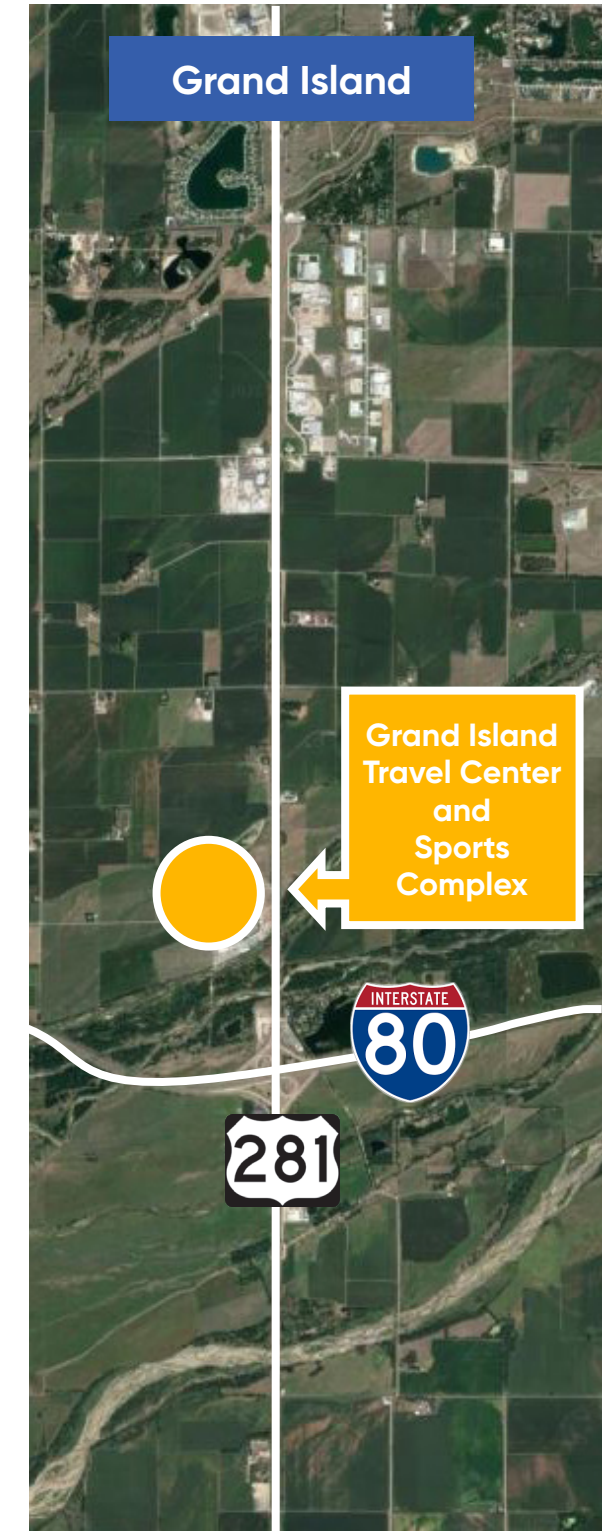 Grand Island
Grand Island
Travel Center
and
Sports
Complex
INTERSTATE
80
281